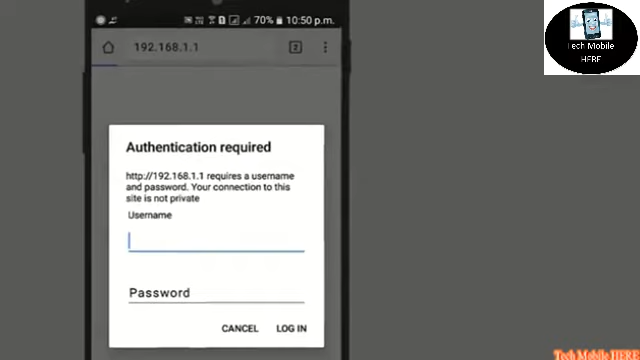 70% 10:50 p.m.
192.168.1.1
2
Tech Mobile
HERE
Authentication required
http://192.168.1.1 requires a username
and password. Your connection to this
site is not private
Username
Password
CANCEL LOG IN
Tech Mobile HERE